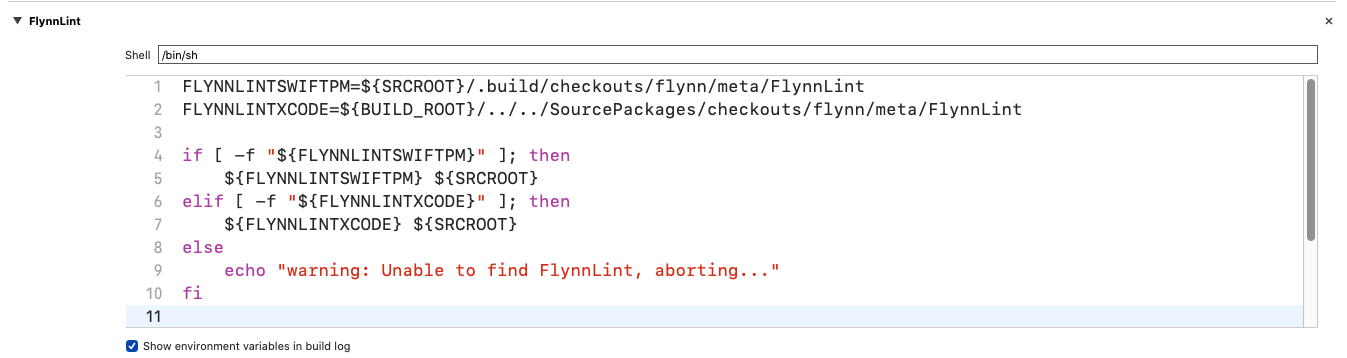 FlynnLint
Shell /bin/sh
1 FLYNNLINTSWIFTPM=${SRCROOT}/.build/checkouts/flynn/meta/FlynnLint
2 FLYNNLINTXCODE=${BUILD_ROOT}/../../SourcePackages/checkouts/flynn/meta/FlynnLint
3
4 if [ -f "${FLYNNLINTSWIFTPM}" ]; then
5     ${FLYNNLINTSWIFTPM} ${SRCROOT}
6 elif [ -f "${FLYNNLINTXCODE}" ]; then
7     ${FLYNNLINTXCODE} ${SRCROOT}
8 else
9     echo "warning: Unable to find FlynnLint, aborting..."
10 fi
11
Show environment variables in build log